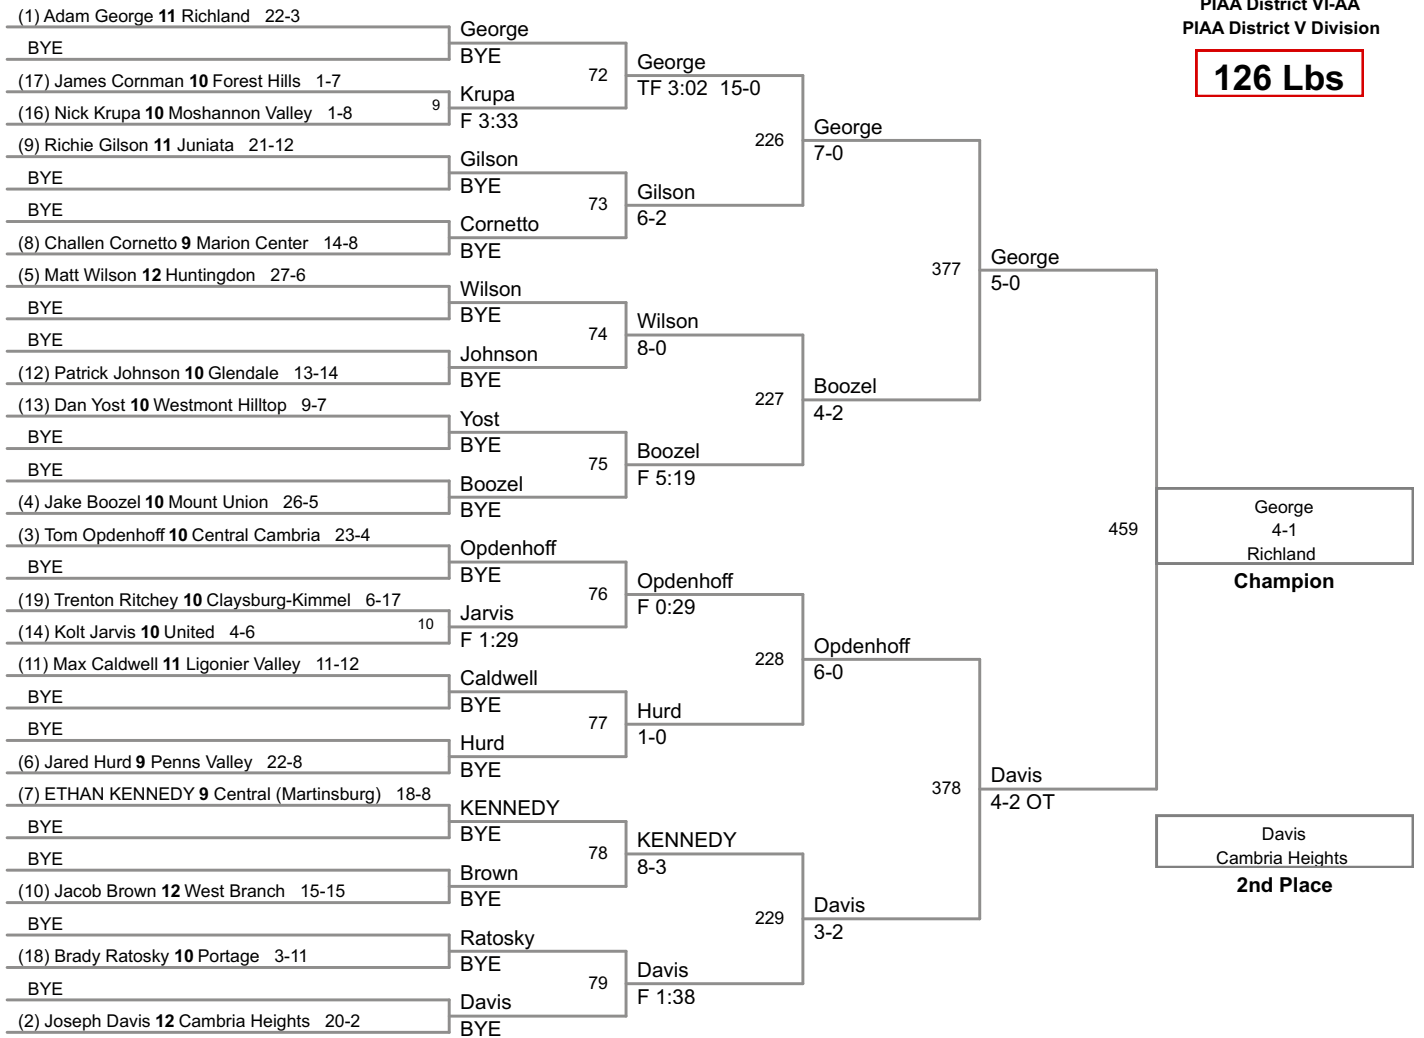 PIAA District VI-AA
PIAA District V Division
126 Lbs
(1) Adam George 11 Richland 22-3
BYE
(17) James Cornman 10 Forest Hills 1-7
(16) Nick Krupa 10 Moshannon Valley 1-8
(9) Richie Gilson 11 Juniata 21-12
BYE
BYE
(8) Challen Cornetto 9 Marion Center 14-8
(5) Matt Wilson 12 Huntingdon 27-6
BYE
BYE
(12) Patrick Johnson 10 Glendale 13-14
(13) Dan Yost 10 Westmont Hilltop 9-7
BYE
BYE
(4) Jake Boozel 10 Mount Union 26-5
(3) Tom Opdenhoff 10 Central Cambria 23-4
BYE
(19) Trenton Ritchey 10 Claysburg-Kimmel 6-17
(14) Kolt Jarvis 10 United 4-6
(11) Max Caldwell 11 Ligonier Valley 11-12
BYE
BYE
(6) Jared Hurd 9 Penns Valley 22-8
(7) ETHAN KENNEDY 9 Central (Martinsburg) 18-8
BYE
BYE
(10) Jacob Brown 12 West Branch 15-15
BYE
(18) Brady Ratosky 10 Portage 3-11
BYE
(2) Joseph Davis 12 Cambria Heights 20-2
9
10
George
BYE
Krupa
F 3:33
Gilson
BYE
Cornetto
BYE
Wilson
BYE
Johnson
BYE
Yost
BYE
Boozel
BYE
Opdenhoff
BYE
Jarvis
F 1:29
Caldwell
BYE
Hurd
BYE
KENNEDY
BYE
Brown
BYE
Ratosky
BYE
Davis
BYE
72
73
74
75
76
77
78
79
George
TF 3:02 15-0
Gilson
6-2
Wilson
8-0
Boozel
F 5:19
Opdenhoff
F 0:29
Hurd
1-0
KENNEDY
8-3
Davis
F 1:38
226
227
228
229
George
7-0
Boozel
4-2
Opdenhoff
6-0
Davis
3-2
377
378
George
5-0
Davis
4-2 OT
459
George
4-1
Richland
Champion
Davis
Cambria Heights
2nd Place